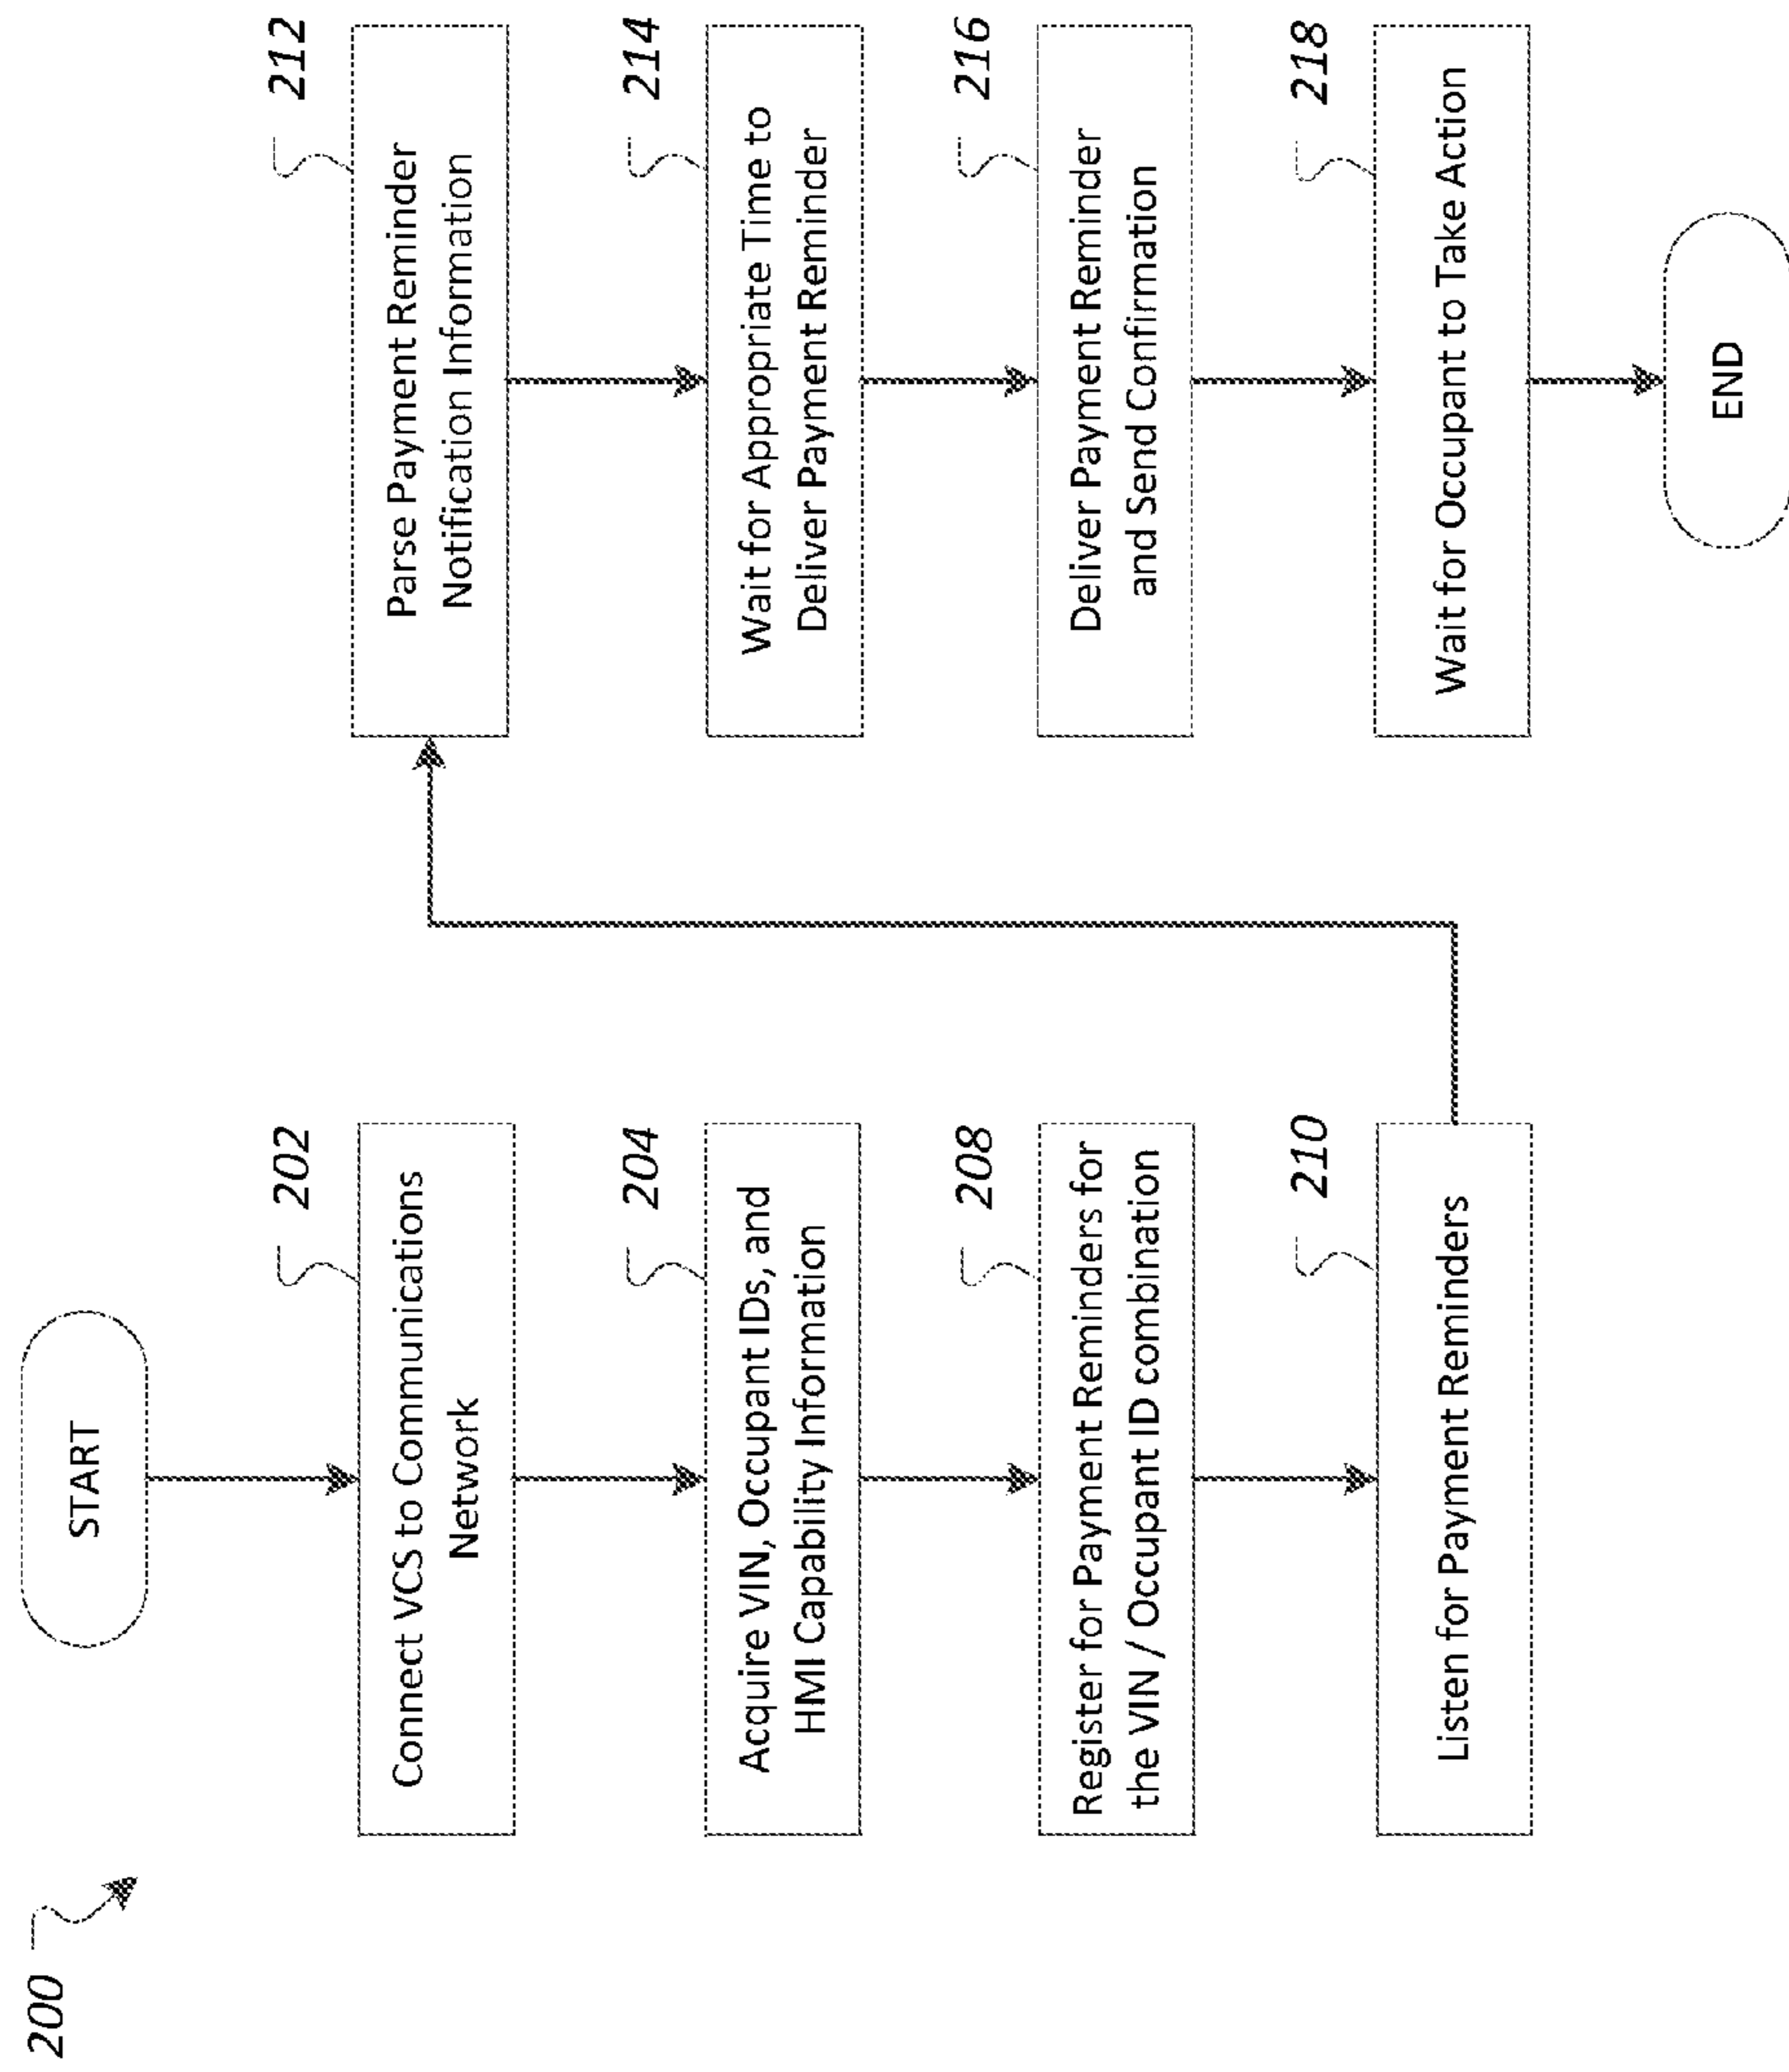 200
START
202
Connect VCS to Communications
Network
204
Acquire VIN, Occupant IDs, and
HMI Capability Information
208
Register for Payment Reminders for
the VIN / Occupant ID combination
210
Listen for Payment Reminders
212
Parse Payment Reminder
Notification Information
214
Wait for Appropriate Time to
Deliver Payment Reminder
216
Deliver Payment Reminder
and Send Confirmation
218
Wait for Occupant to Take Action
END